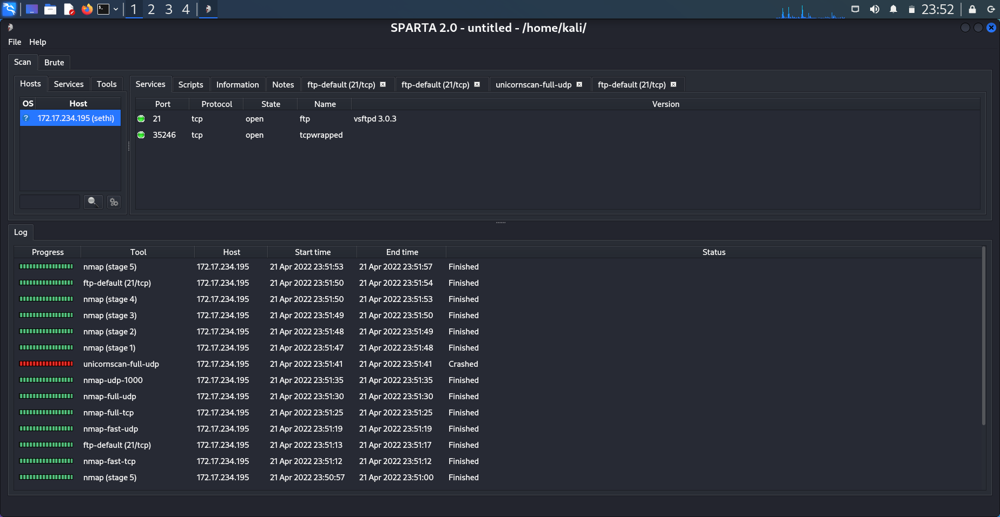 1 2 3 4 23:52
SPARTA 2.0 - untitled - /home/kali/
File Help
Scan Brute
Hosts Services Tools Services Scripts Information Notes ftp-default (21/tcp) ftp-default (21/tcp) unicornscan-full-udp ftp-default (21/tcp)
OS Host Port Protocol State Name Version
? 172.17.234.195 (sethi) 21 tcp open ftp vsftpd 3.0.3
35246 tcp open tcpwrapped
Log
Progress Tool Host Start time End time Status
nmap (stage 5) 172.17.234.195 21 Apr 2022 23:51:53 21 Apr 2022 23:51:57 Finished
ftp-default (21/tcp) 172.17.234.195 21 Apr 2022 23:51:50 21 Apr 2022 23:51:54 Finished
nmap (stage 4) 172.17.234.195 21 Apr 2022 23:51:50 21 Apr 2022 23:51:53 Finished
nmap (stage 3) 172.17.234.195 21 Apr 2022 23:51:49 21 Apr 2022 23:51:50 Finished
nmap (stage 2) 172.17.234.195 21 Apr 2022 23:51:48 21 Apr 2022 23:51:49 Finished
nmap (stage 1) 172.17.234.195 21 Apr 2022 23:51:47 21 Apr 2022 23:51:48 Finished
unicornscan-full-udp 172.17.234.195 21 Apr 2022 23:51:41 21 Apr 2022 23:51:41 Crashed
nmap-udp-1000 172.17.234.195 21 Apr 2022 23:51:35 21 Apr 2022 23:51:35 Finished
nmap-full-udp 172.17.234.195 21 Apr 2022 23:51:30 21 Apr 2022 23:51:30 Finished
nmap-full-tcp 172.17.234.195 21 Apr 2022 23:51:25 21 Apr 2022 23:51:25 Finished
nmap-fast-udp 172.17.234.195 21 Apr 2022 23:51:19 21 Apr 2022 23:51:19 Finished
ftp-default (21/tcp) 172.17.234.195 21 Apr 2022 23:51:13 21 Apr 2022 23:51:17 Finished
nmap-fast-tcp 172.17.234.195 21 Apr 2022 23:51:12 21 Apr 2022 23:51:12 Finished
nmap (stage 5) 172.17.234.195 21 Apr 2022 23:50:57 21 Apr 2022 23:51:00 Finished